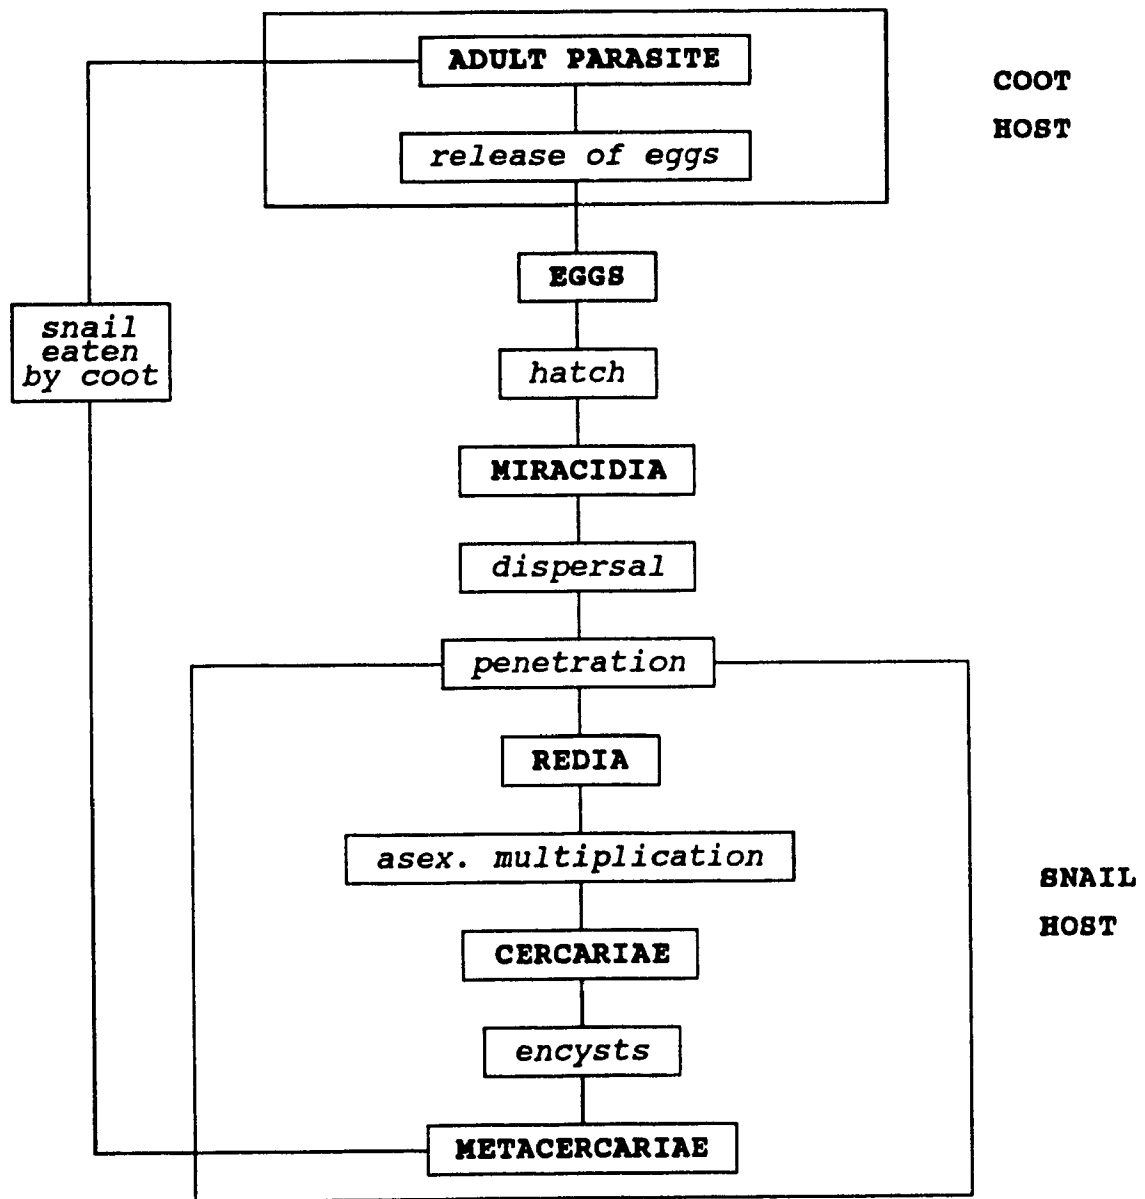 ADULT PARASITE
COOT
HOST
release of eggs
EGGS
snail
eaten
by coot
hatch
MIRACIDIA
dispersal
penetration
REDIA
asex. multiplication
SNAIL
HOST
CERCARIAE
encysts
METACERCARIAE